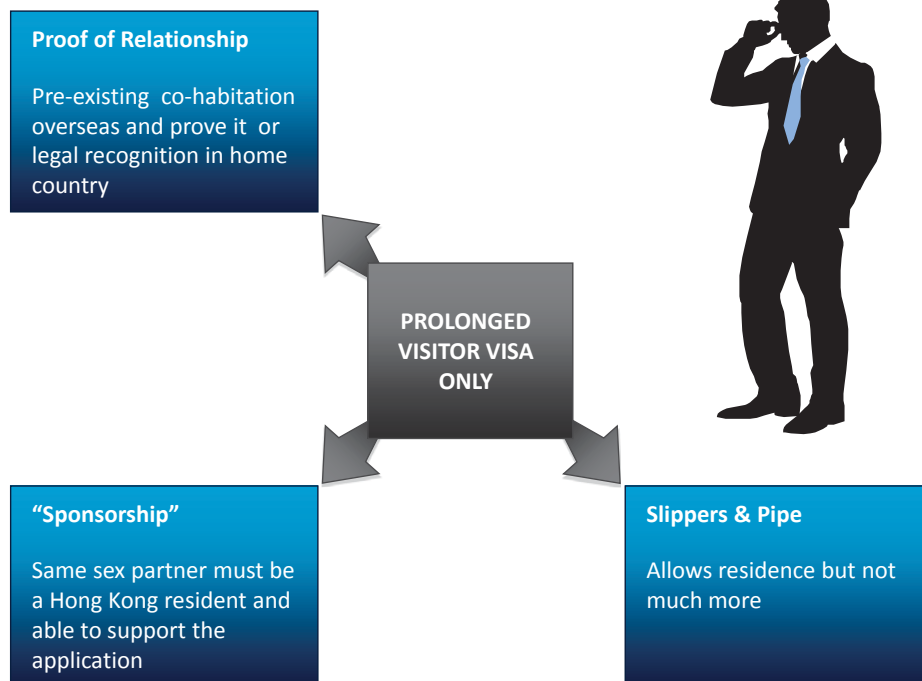 Proof of Relationship
Pre-existing co-habitation
overseas and prove it or
legal recognition in home
country
PROLONGED
VISITOR VISA
ONLY
“Sponsorship”
Same sex partner must be
a Hong Kong resident and
able to support the
application
Slippers & Pipe
Allows residence but not
much more